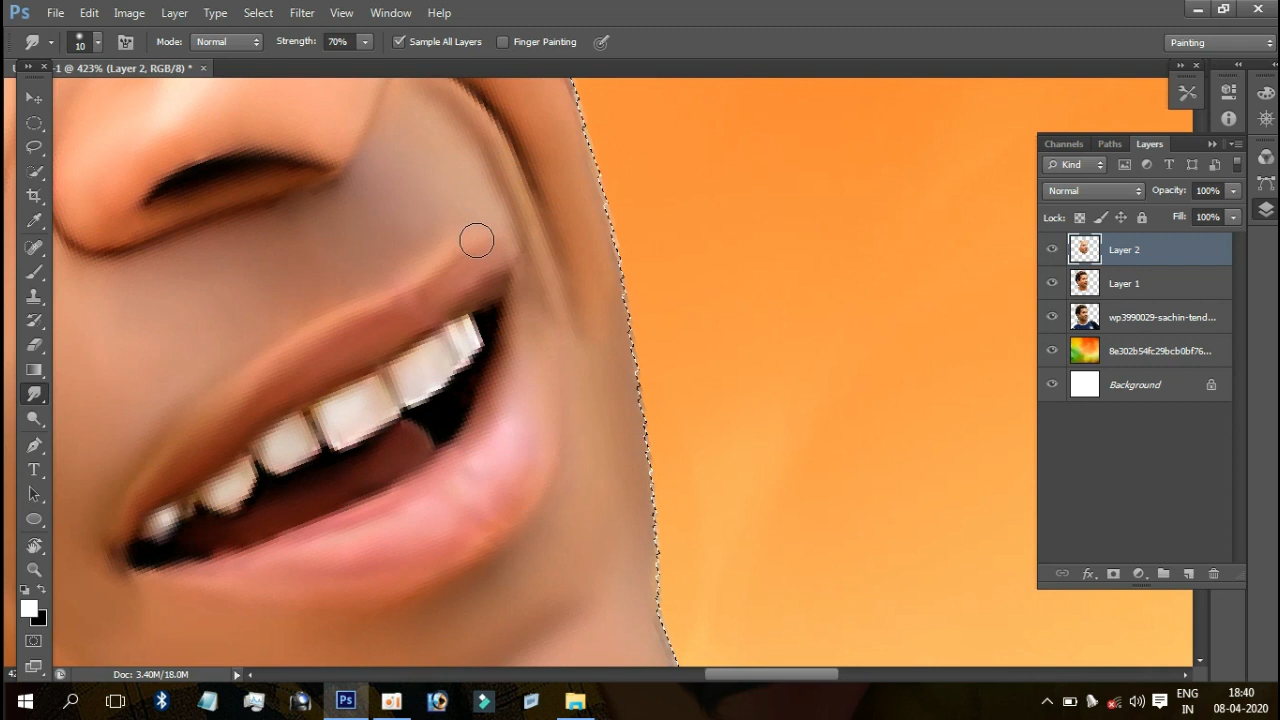 Ps File Edit Image Layer Type Select Filter View Window Help
10 Mode: Normal Strength: 70% Sample All Layers Finger Painting Painting
-1 @ 423% (Layer 2, RGB/8) * ×
Channels Paths Layers
Kind
Normal Opacity: 100%
Lock: Fill: 100%
Layer 2
Layer 1
wp3990029-sachin-tend...
8e302b54fc29bcb0bf76...
Background
Doc: 3.40M/18.0M
Ps ENG 18:40
IN 08-04-2020